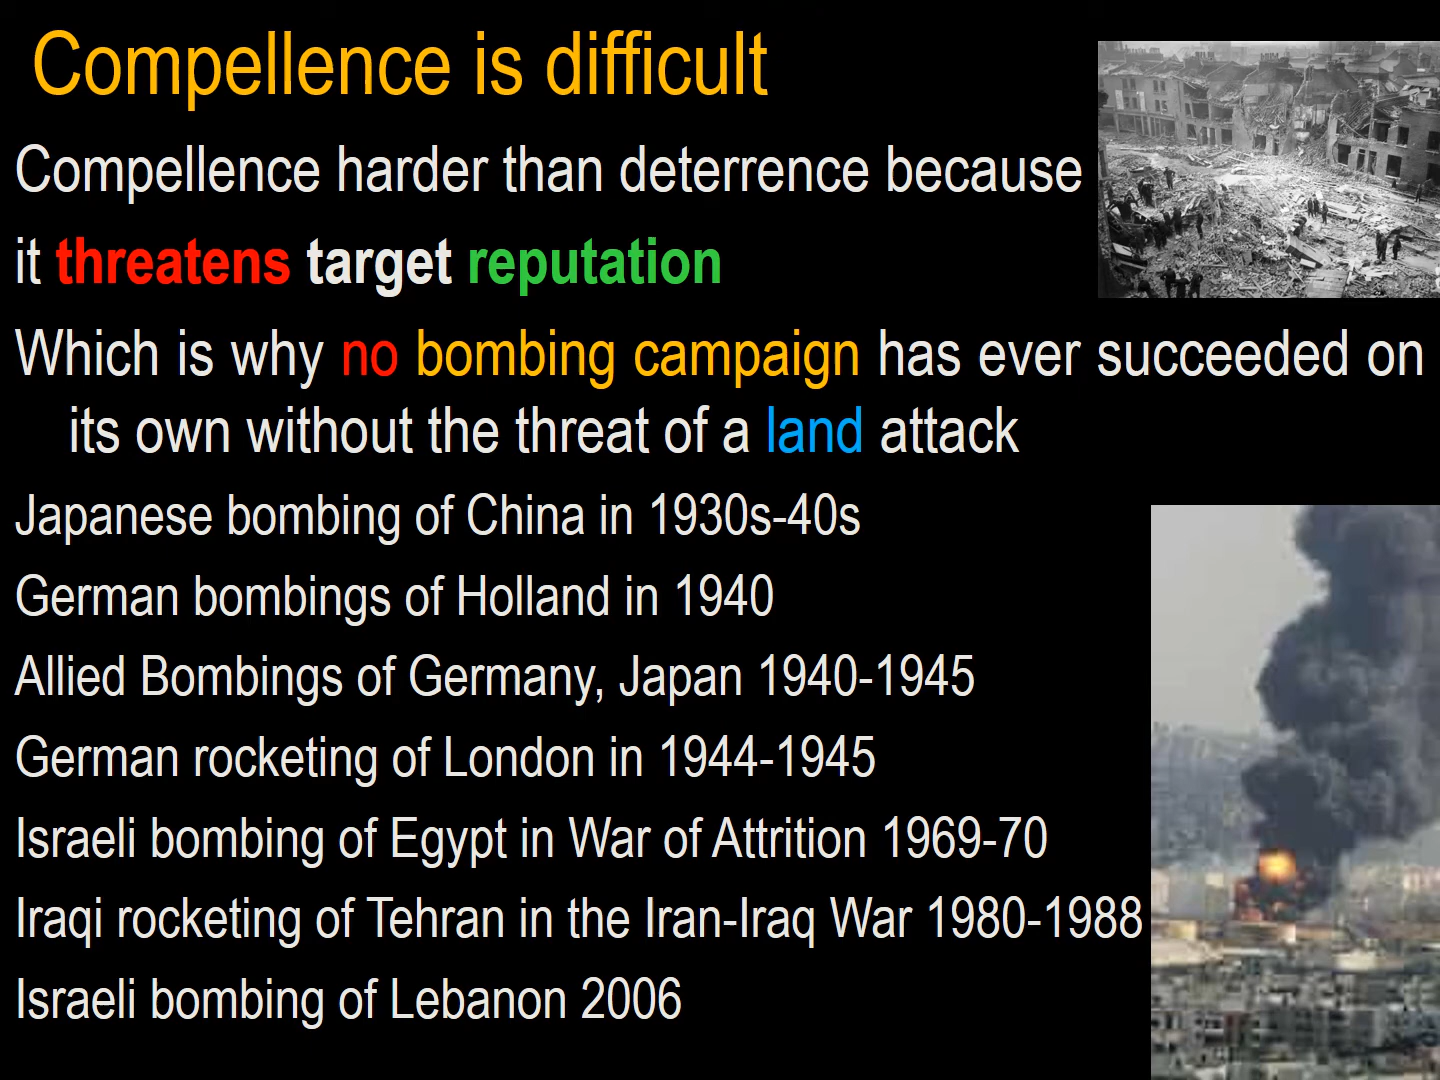 Compellence is difficult
Compellence harder than deterrence because
it threatens target reputation
Which is why no bombing campaign has ever succeeded on
its own without the threat of a land attack
Japanese bombing of China in 1930s-40s
German bombings of Holland in 1940
Allied Bombings of Germany, Japan 1940-1945
German rocketing of London in 1944-1945
Israeli bombing of Egypt in War of Attrition 1969-70
Iraqi rocketing of Tehran in the Iran-Iraq War 1980-1988
Israeli bombing of Lebanon 2006